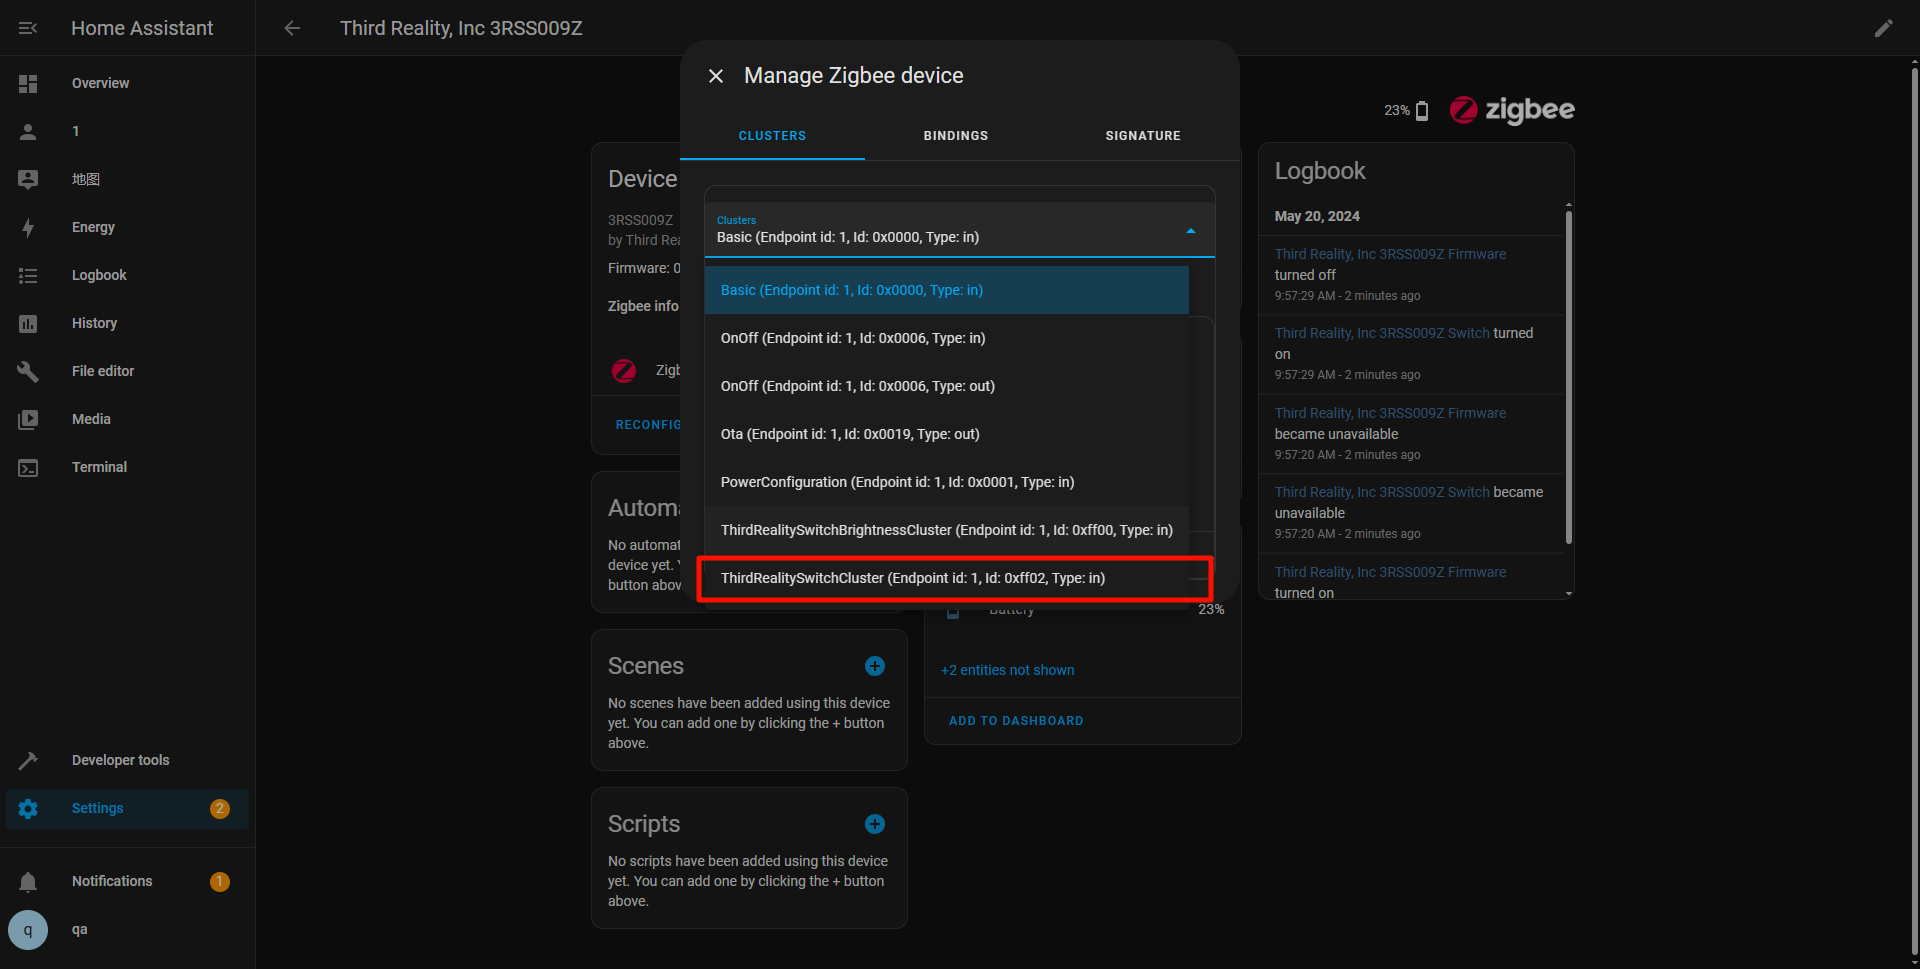 Home Assistant
Third Reality, Inc 3RSS009Z
Overview
1
地图
Energy
Logbook
History
File editor
Media
Terminal
Developer tools
Settings
2
Notifications
1
q
qa
Manage Zigbee device
CLUSTERS
BINDINGS
SIGNATURE
Clusters
Basic (Endpoint id: 1, Id: 0x0000, Type: in)
Basic (Endpoint id: 1, Id: 0x0000, Type: in)
OnOff (Endpoint id: 1, Id: 0x0006, Type: in)
OnOff (Endpoint id: 1, Id: 0x0006, Type: out)
Ota (Endpoint id: 1, Id: 0x0019, Type: out)
PowerConfiguration (Endpoint id: 1, Id: 0x0001, Type: in)
ThirdRealitySwitchBrightnessCluster (Endpoint id: 1, Id: 0xff00, Type: in)
ThirdRealitySwitchCluster (Endpoint id: 1, Id: 0xff02, Type: in)
Device
3RSS009Z
by Third Rea
Firmware: 0
Zigbee info
Zigb
RECONFIG
Automa
No automat
device yet. Y
button abov
Scenes
No scenes have been added using this device
yet. You can add one by clicking the + button
above.
Scripts
No scripts have been added using this device
yet. You can add one by clicking the + button
above.
Battery
23%
+2 entities not shown
ADD TO DASHBOARD
23%
zigbee
Logbook
May 20, 2024
Third Reality, Inc 3RSS009Z Firmware
turned off
9:57:29 AM - 2 minutes ago
Third Reality, Inc 3RSS009Z Switch turned
on
9:57:29 AM - 2 minutes ago
Third Reality, Inc 3RSS009Z Firmware
became unavailable
9:57:20 AM - 2 minutes ago
Third Reality, Inc 3RSS009Z Switch became
unavailable
9:57:20 AM - 2 minutes ago
Third Reality, Inc 3RSS009Z Firmware
turned on